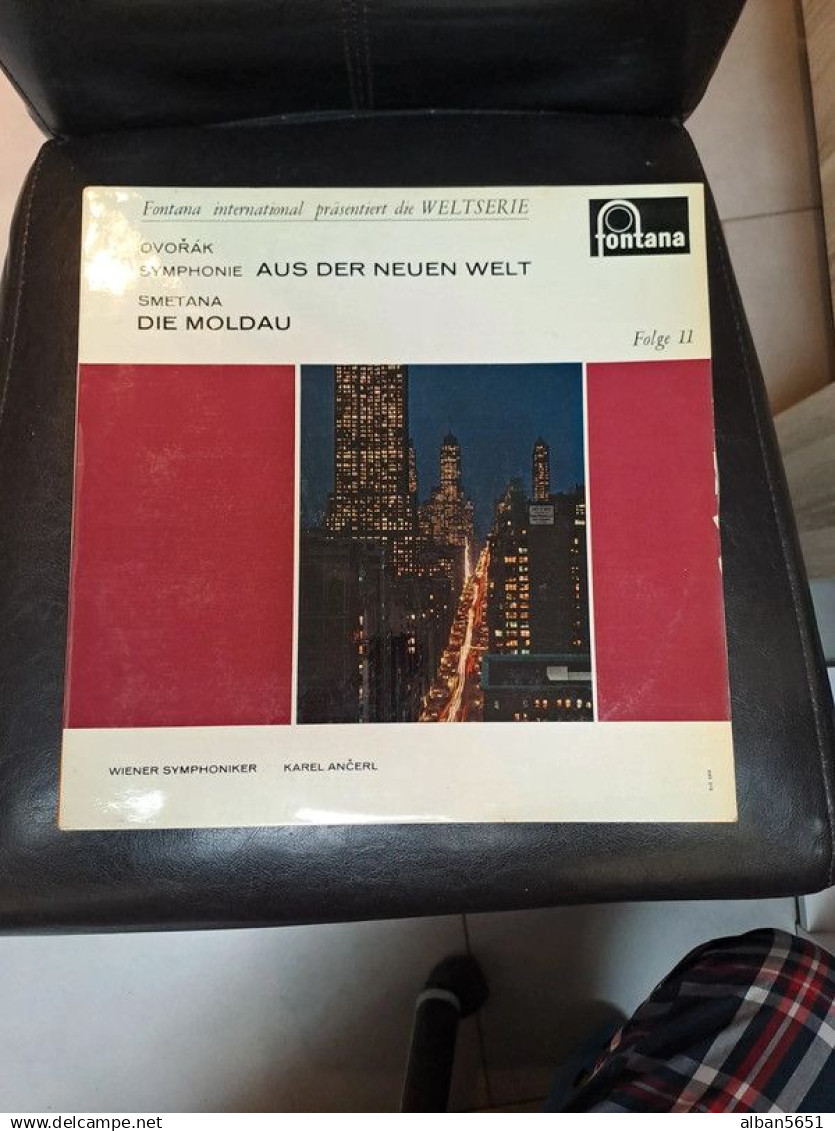 Fontana international präsentiert die WELTSERIE
fontana
DVOŘÁK
SYMPHONIE AUS DER NEUEN WELT
SMETANA
DIE MOLDAU
Folge 11
WIENER SYMPHONIKER KAREL ANČERL
delcampe.net
alban5651